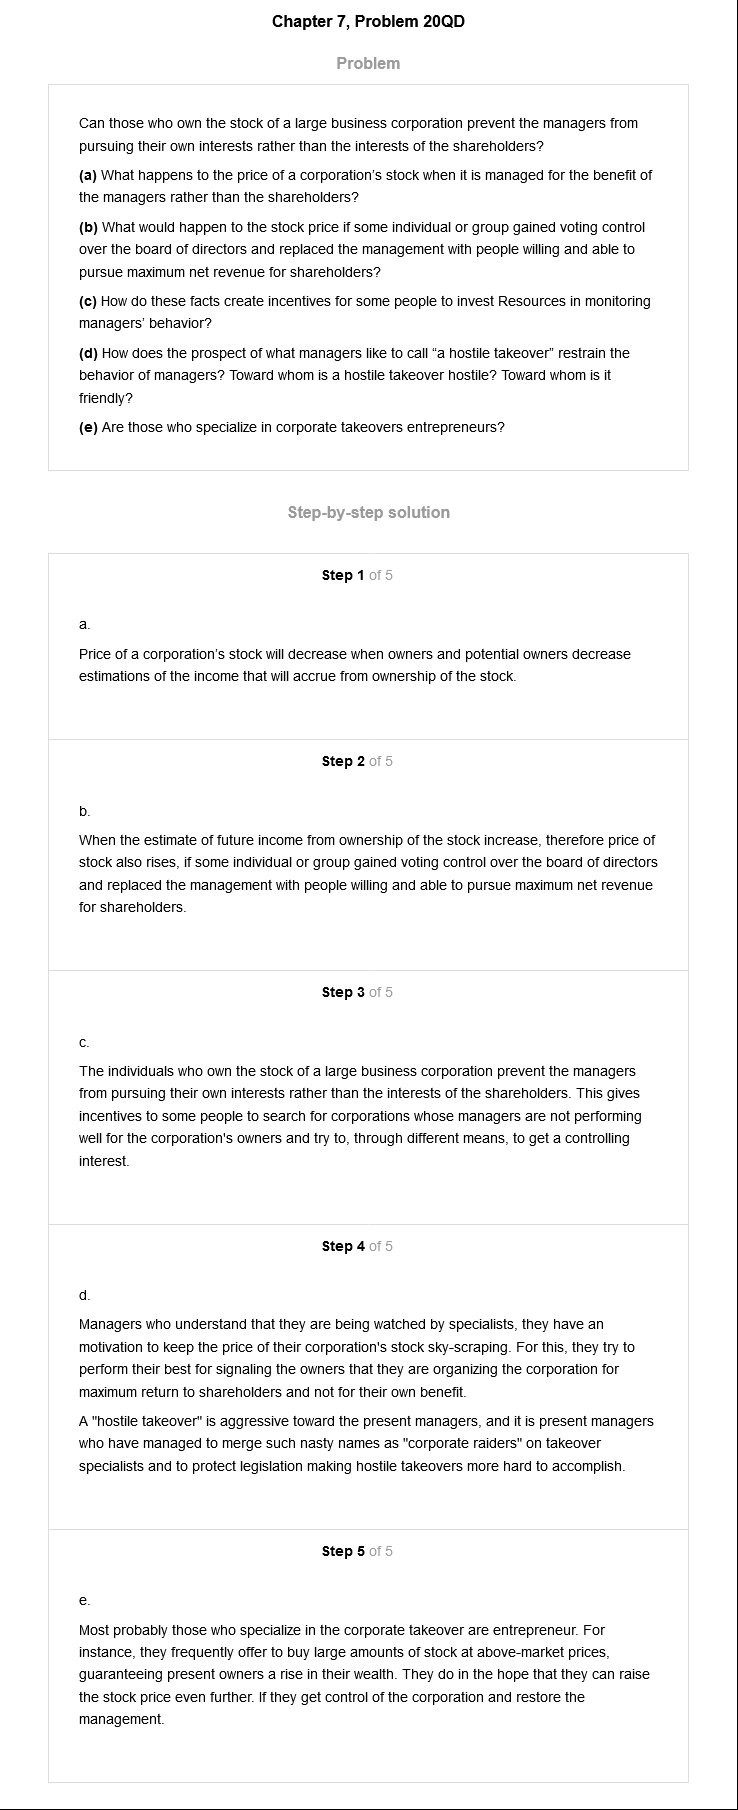 Chapter 7, Problem 20QD
Problem
Can those who own the stock of a large business corporation prevent the managers from
pursuing their own interests rather than the interests of the shareholders?
(a) What happens to the price of a corporation's stock when it is managed for the benefit of
the managers rather than the shareholders?
(b) What would happen to the stock price if some individual or group gained voting control
over the board of directors and replaced the management with people willing and able to
pursue maximum net revenue for shareholders?
(c) How do these facts create incentives for some people to invest Resources in monitoring
managers' behavior?
(d) How does the prospect of what managers like to call “a hostile takeover” restrain the
behavior of managers? Toward whom is a hostile takeover hostile? Toward whom is it
friendly?
(e) Are those who specialize in corporate takeovers entrepreneurs?
Step-by-step solution
Step 1 of 5
a.
Price of a corporation's stock will decrease when owners and potential owners decrease
estimations of the income that will accrue from ownership of the stock.
Step 2 of 5
b.
When the estimate of future income from ownership of the stock increase, therefore price of
stock also rises, if some individual or group gained voting control over the board of directors
and replaced the management with people willing and able to pursue maximum net revenue
for shareholders.
Step 3 of 5
c.
The individuals who own the stock of a large business corporation prevent the managers
from pursuing their own interests rather than the interests of the shareholders. This gives
incentives to some people to search for corporations whose managers are not performing
well for the corporation's owners and try to, through different means, to get a controlling
interest.
Step 4 of 5
d.
Managers who understand that they are being watched by specialists, they have an
motivation to keep the price of their corporation's stock sky-scraping. For this, they try to
perform their best for signaling the owners that they are organizing the corporation for
maximum return to shareholders and not for their own benefit.
A "hostile takeover" is aggressive toward the present managers, and it is present managers
who have managed to merge such nasty names as "corporate raiders" on takeover
specialists and to protect legislation making hostile takeovers more hard to accomplish.
Step 5 of 5
e.
Most probably those who specialize in the corporate takeover are entrepreneur. For
instance, they frequently offer to buy large amounts of stock at above-market prices,
guaranteeing present owners a rise in their wealth. They do in the hope that they can raise
the stock price even further. If they get control of the corporation and restore the
management.